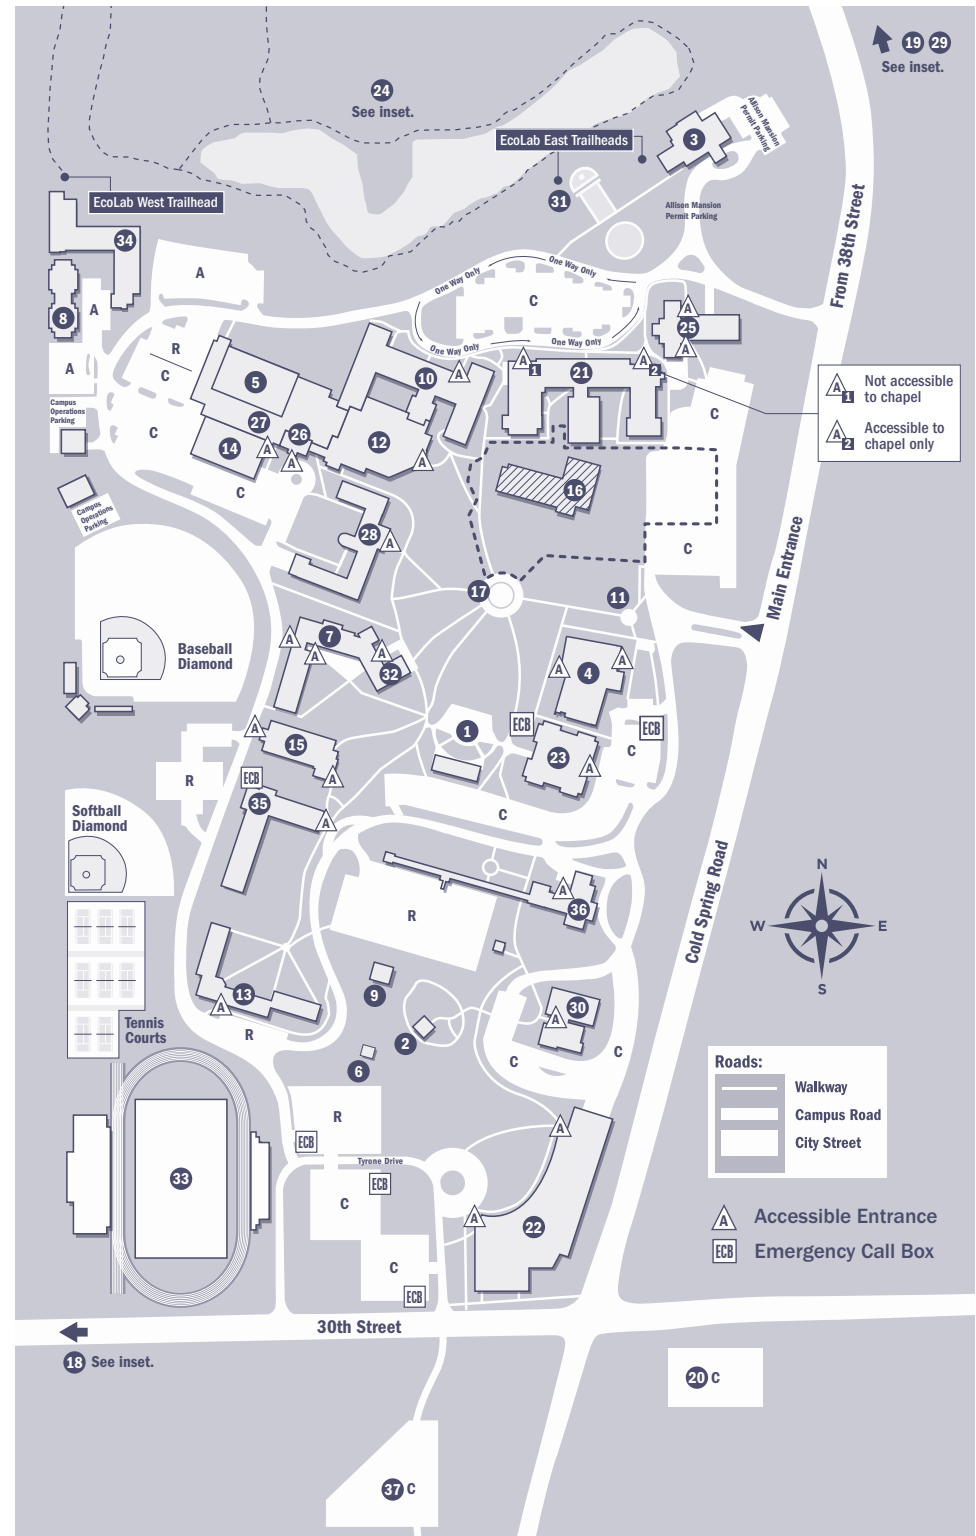 19 29
See inset.
24
See inset.
Allison Mansion
Permit Parking
3
EcoLab East Trailheads
31
Allison Mansion
Permit Parking
EcoLab West Trailhead
From 38th Street
34
A
8
A
One Way Only
One Way Only
C
One Way Only
One Way Only
A
25
A
A
Campus
Operations
Parking
R
C
C
5
10
A
A
1
21
A
2
A
1
Not accessible
to chapel
A
2
Accessible to
chapel only
C
27
26
14
A
A
12
A
C
16
Campus
Operations
Parking
28
A
C
17
11
Main Entrance
Baseball
Diamond
7
A
A
A
32
A
4
A
1
ECB
ECB
C
23
A
A
15
A
R
ECB
35
A
C
Softball
Diamond
Cold Spring Road
N
W
E
S
R
A
36
9
13
A
R
Tennis
Courts
2
6
30
A
C
C
Roads:
Walkway
Campus Road
City Street
R
ECB
Tyrone Drive
ECB
C
33
A
A
22
A
Accessible Entrance
ECB
Emergency Call Box
C
ECB
30th Street
18 See inset.
20 C
37 C